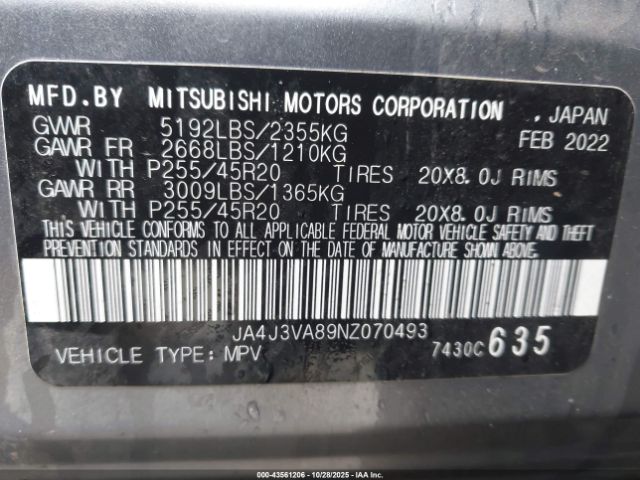 MFD.BY MITSUBISHI MOTORS CORPORATION , JAPAN
GVWR 5192LBS/2355KG FEB 2022
GAWR FR 2668LBS/1210KG
WITH P255/45R20 TIRES 20X8.0J RIMS
GAWR RR 3009LBS/1365KG
WITH P255/45R20 TIRES 20X8.0J RIMS
THIS VEHICLE CONFORMS TO ALL APPLICABLE FEDERAL MOTOR VEHICLE SAFETY AND THEFT
PREVENTION STANDARDS IN EFFECT ON THE DATE OF MANUFACTURE SHOWN ABOVE.
JA4J3VA89NZ070493
VEHICLE TYPE: MPV 7430C 635
000-43561206 - 10/28/2025 - IAAI.COM